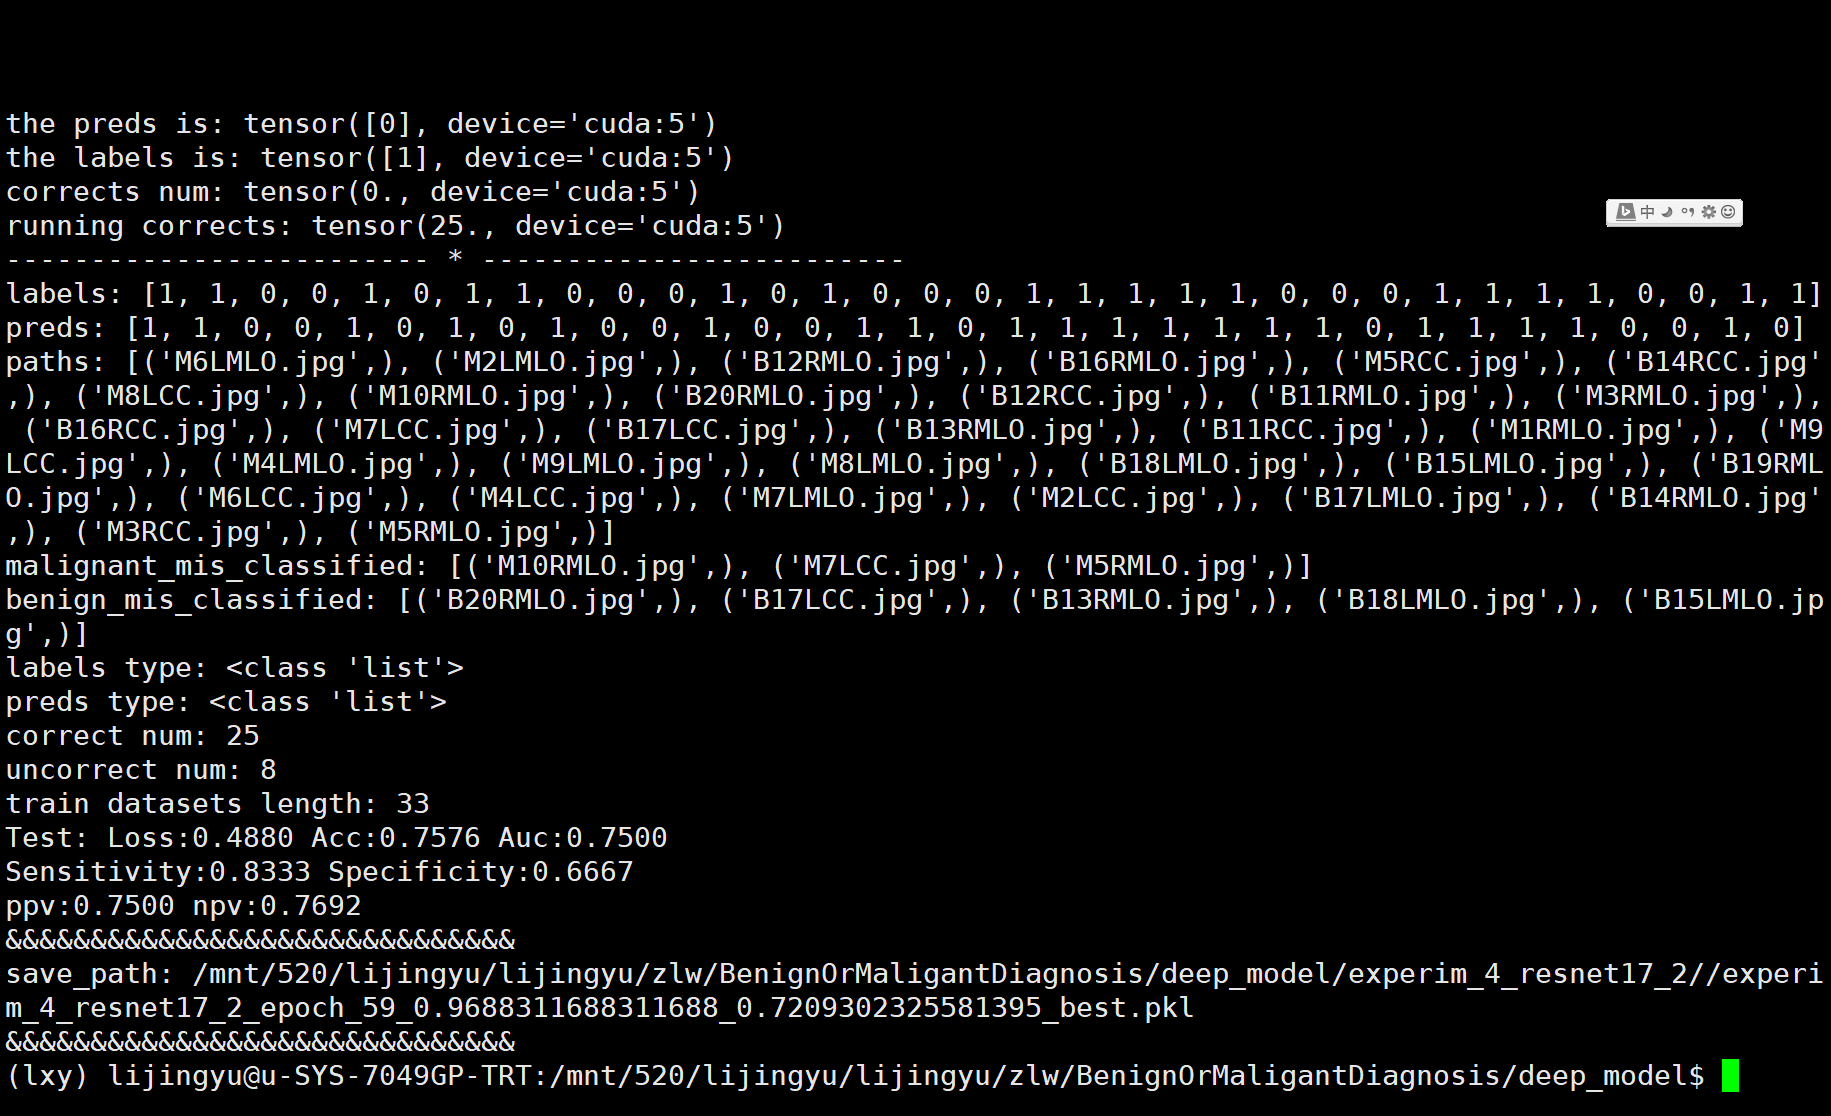 the preds is: tensor([0], device='cuda:5')
the labels is: tensor([1], device='cuda:5')
corrects num: tensor(0., device='cuda:5')
running corrects: tensor(25., device='cuda:5')
中
------------------------- * -------------------------
labels: [1, 1, 0, 0, 1, 0, 1, 1, 0, 0, 0, 1, 0, 1, 0, 0, 0, 1, 1, 1, 1, 1, 0, 0, 0, 1, 1, 1, 1, 0, 0, 1, 1]
preds: [1, 1, 0, 0, 1, 0, 1, 0, 1, 0, 0, 1, 0, 0, 1, 1, 0, 1, 1, 1, 1, 1, 1, 1, 0, 1, 1, 1, 1, 0, 0, 1, 0]
paths: [('M6LMLO.jpg',), ('M2LMLO.jpg',), ('B12RMLO.jpg',), ('B16RMLO.jpg',), ('M5RCC.jpg',), ('B14RCC.jpg'
,), ('M8LCC.jpg',), ('M10RMLO.jpg',), ('B20RMLO.jpg',), ('B12RCC.jpg',), ('B11RMLO.jpg',), ('M3RMLO.jpg',),
 ('B16RCC.jpg',), ('M7LCC.jpg',), ('B17LCC.jpg',), ('B13RMLO.jpg',), ('B11RCC.jpg',), ('M1RMLO.jpg',), ('M9
LCC.jpg',), ('M4LMLO.jpg',), ('M9LMLO.jpg',), ('M8LMLO.jpg',), ('B18LMLO.jpg',), ('B15LMLO.jpg',), ('B19RML
O.jpg',), ('M6LCC.jpg',), ('M4LCC.jpg',), ('M7LMLO.jpg',), ('M2LCC.jpg',), ('B17LMLO.jpg',), ('B14RMLO.jpg'
,), ('M3RCC.jpg',), ('M5RMLO.jpg',)]
malignant_mis_classified: [('M10RMLO.jpg',), ('M7LCC.jpg',), ('M5RMLO.jpg',)]
benign_mis_classified: [('B20RMLO.jpg',), ('B17LCC.jpg',), ('B13RMLO.jpg',), ('B18LMLO.jpg',), ('B15LMLO.jp
g',)]
labels type: <class 'list'>
preds type: <class 'list'>
correct num: 25
uncorrect num: 8
train datasets length: 33
Test: Loss:0.4880 Acc:0.7576 Auc:0.7500
Sensitivity:0.8333 Specificity:0.6667
ppv:0.7500 npv:0.7692
&&&&&&&&&&&&&&&&&&&&&&&&&&&&&&
save_path: /mnt/520/lijingyu/lijingyu/zlw/BenignOrMaligantDiagnosis/deep_model/experim_4_resnet17_2//experi
m_4_resnet17_2_epoch_59_0.9688311688311688_0.7209302325581395_best.pkl
&&&&&&&&&&&&&&&&&&&&&&&&&&&&&&
(lxy) lijingyu@u-SYS-7049GP-TRT:/mnt/520/lijingyu/lijingyu/zlw/BenignOrMaligantDiagnosis/deep_model$